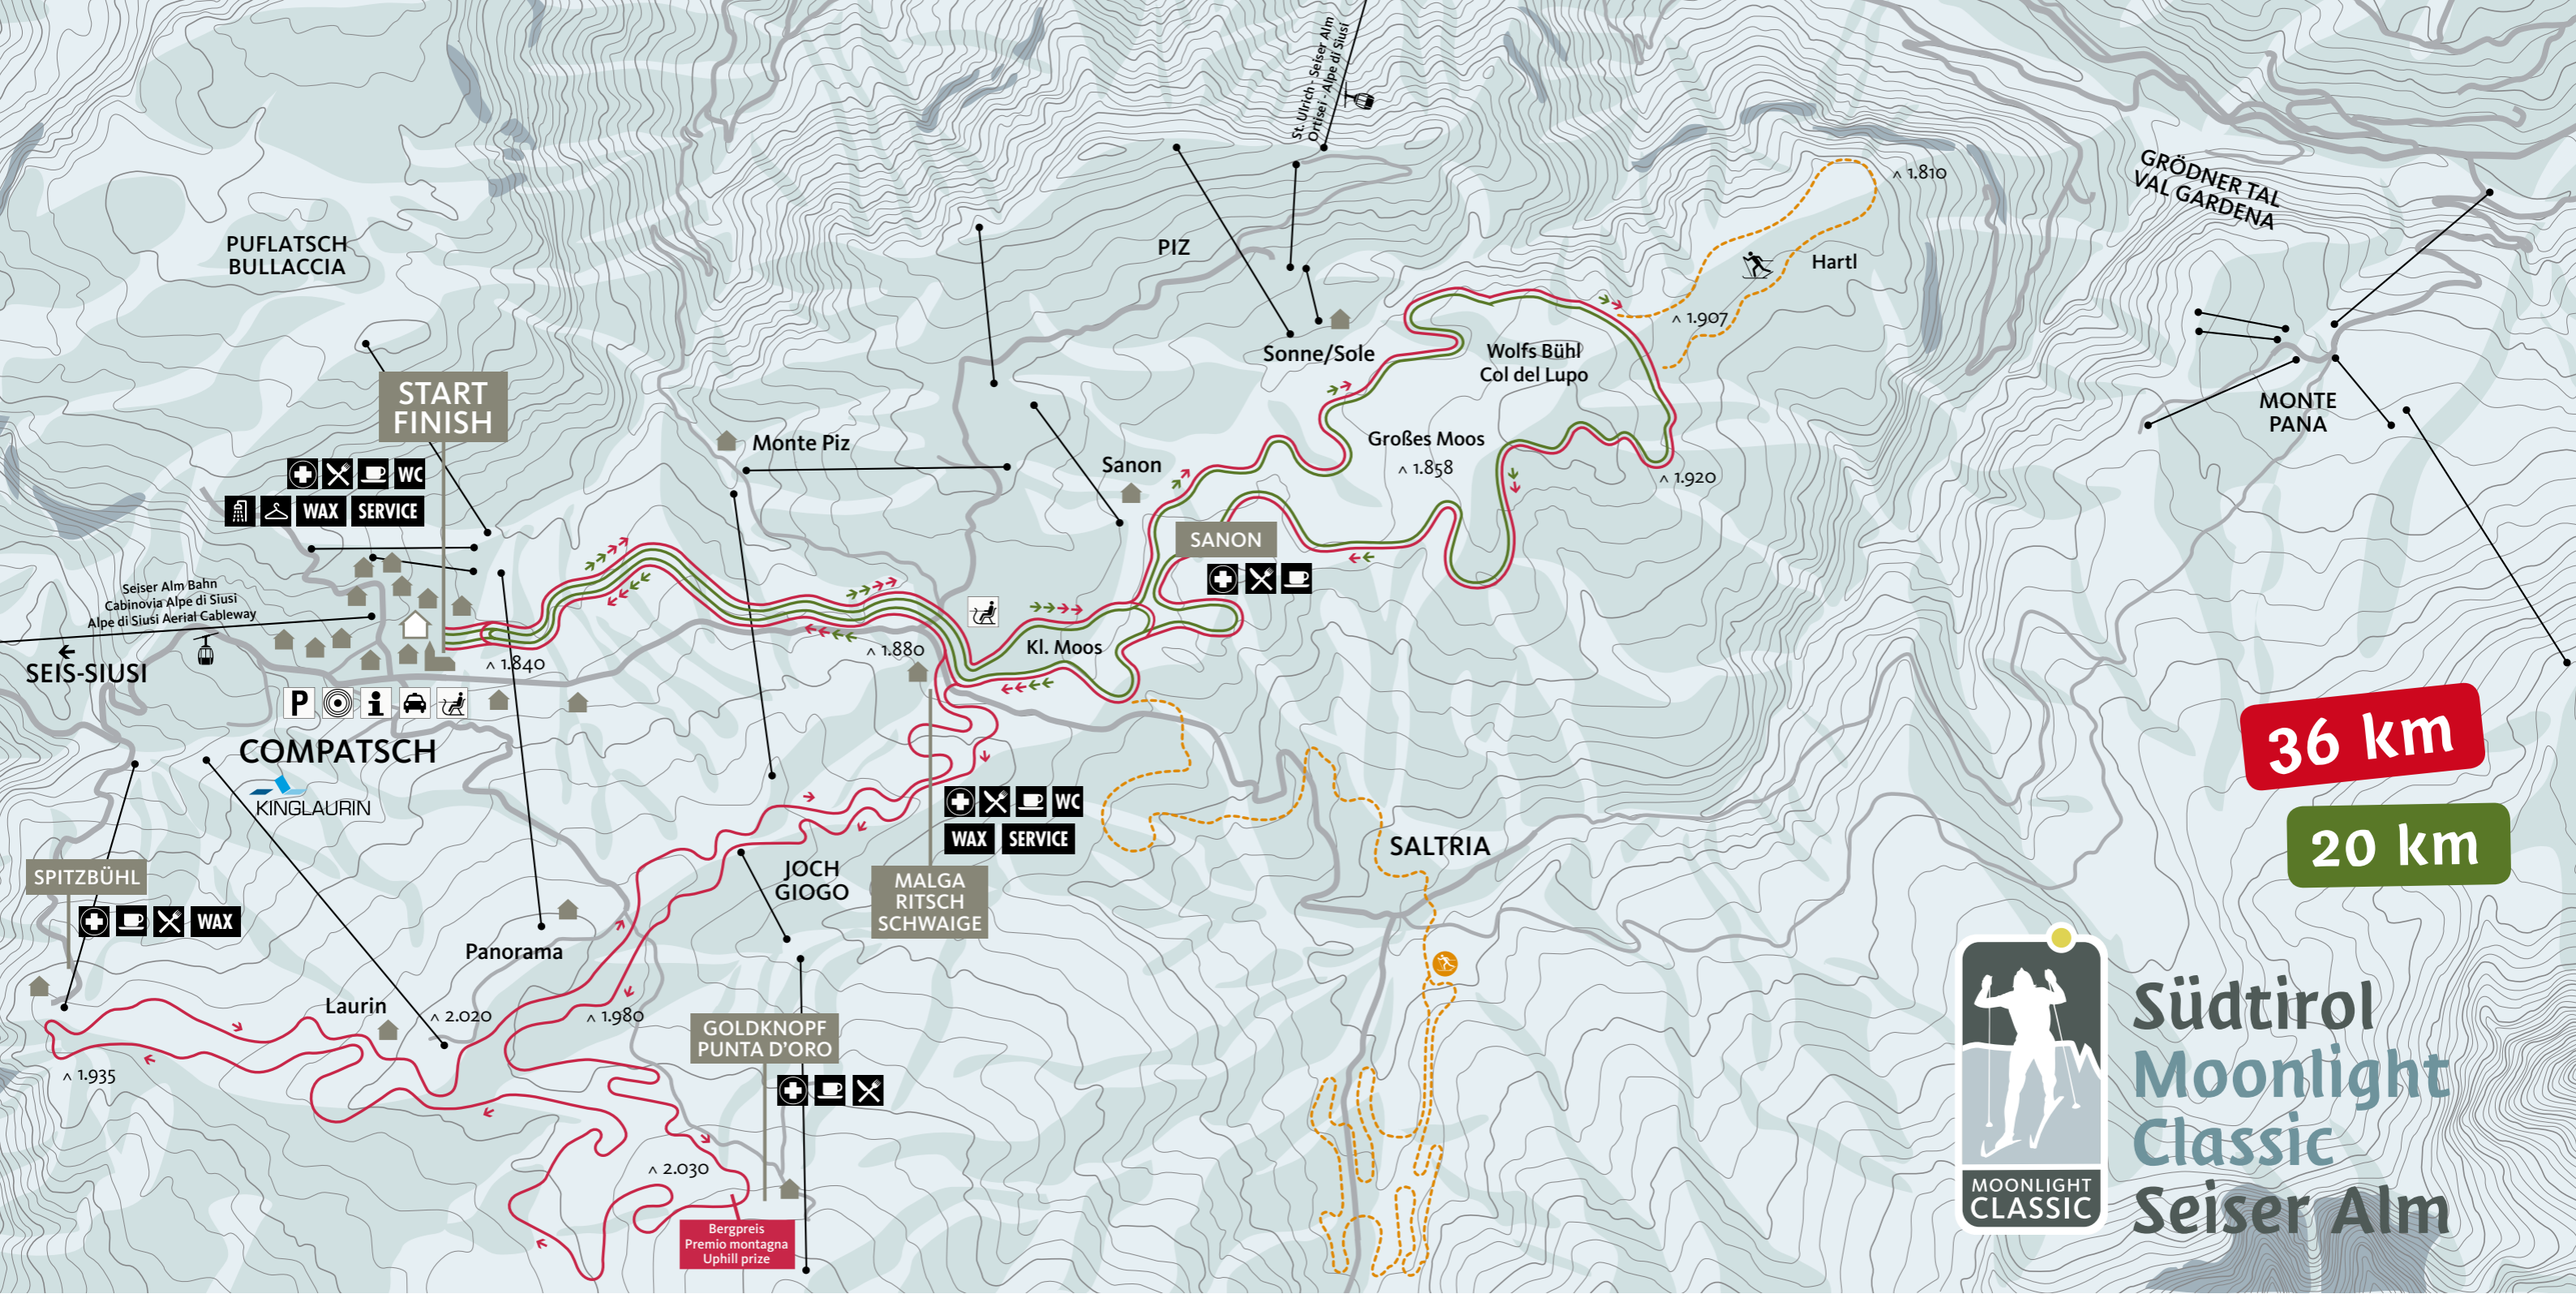 St. Ulrich - Seiser Alm
Ortisei - Alpe di Siusi
^ 1.810
GRÖDNER TAL
VAL GARDENA
PUFLATSCH
BULLACCIA
PIZ
Hartl
^ 1.907
Sonne/Sole
Wolfs Bühl
Col del Lupo
START
FINISH
MONTE
PANA
Monte Piz
Großes Moos
^ 1.858
Sanon
^ 1.920
WC
WAX
SERVICE
SANON
Seiser Alm Bahn
Cabinovia Alpe di Siusi
Alpe di Siusi Aerial Cableway
SEIS-SIUSI
^ 1.840
^ 1.880
Kl. Moos
P
i
COMPATSCH
KINGLAURIN
36 km
20 km
WC
WAX
SERVICE
SALTRIA
SPITZBÜHL
WAX
JOCH
GIOGO
MALGA
RITSCH
SCHWAIGE
Panorama
Laurin
^ 2.020
^ 1.980
GOLDKNOPF
PUNTA D'ORO
^ 1.935
^ 2.030
Bergpreis
Premio montagna
Uphill prize
MOONLIGHT
CLASSIC
Südtirol
Moonlight
Classic
Seiser Alm